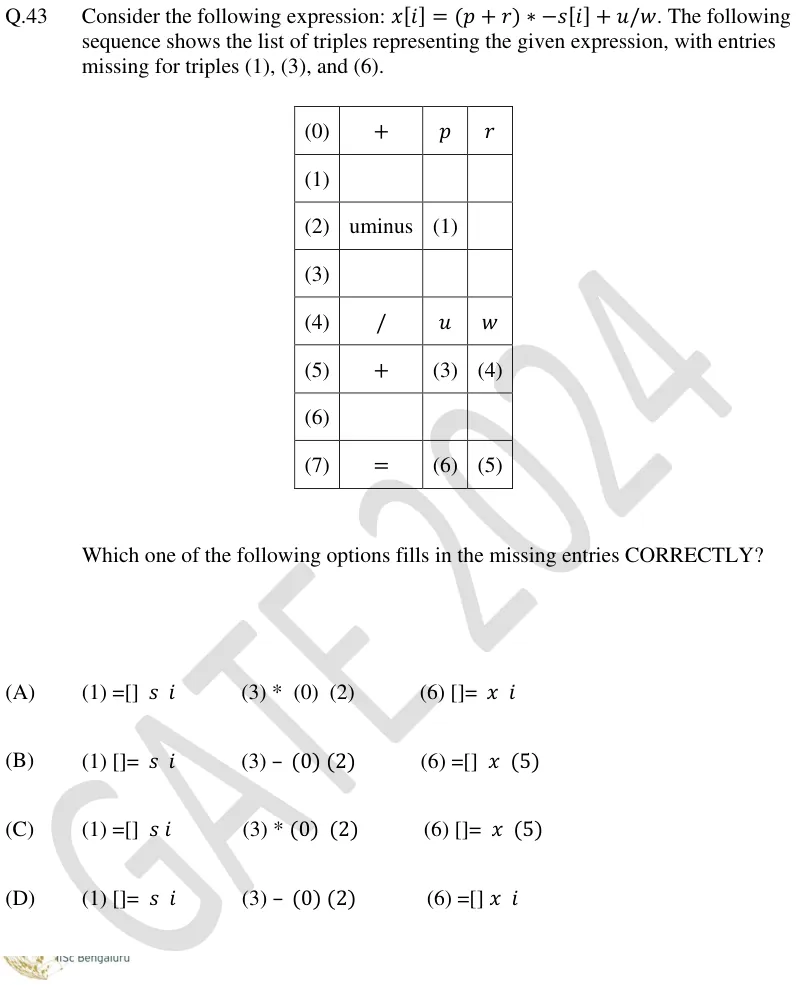 Q.43 Consider the following expression: 𝑥[𝑖] = (𝑝 + 𝑟) ∗ −𝑠[𝑖] + 𝑢/𝑤. The following
sequence shows the list of triples representing the given expression, with entries
missing for triples (1), (3), and (6).
(0) + 𝑝 𝑟
(1)
(2) uminus (1)
(3)
(4) / 𝑢 𝑤
(5) + (3) (4)
(6)
(7) = (6) (5)
Which one of the following options fills in the missing entries CORRECTLY?
(A) (1) =[] 𝑠 𝑖 (3) * (0) (2) (6) []= 𝑥 𝑖
(B) (1) []= 𝑠 𝑖 (3) − (0) (2) (6) =[] 𝑥 (5)
(C) (1) =[] 𝑠 𝑖 (3) * (0) (2) (6) []= 𝑥 (5)
(D) (1) []= 𝑠 𝑖 (3) − (0) (2) (6) =[] 𝑥 𝑖
GATE 2024
IISc Bengaluru